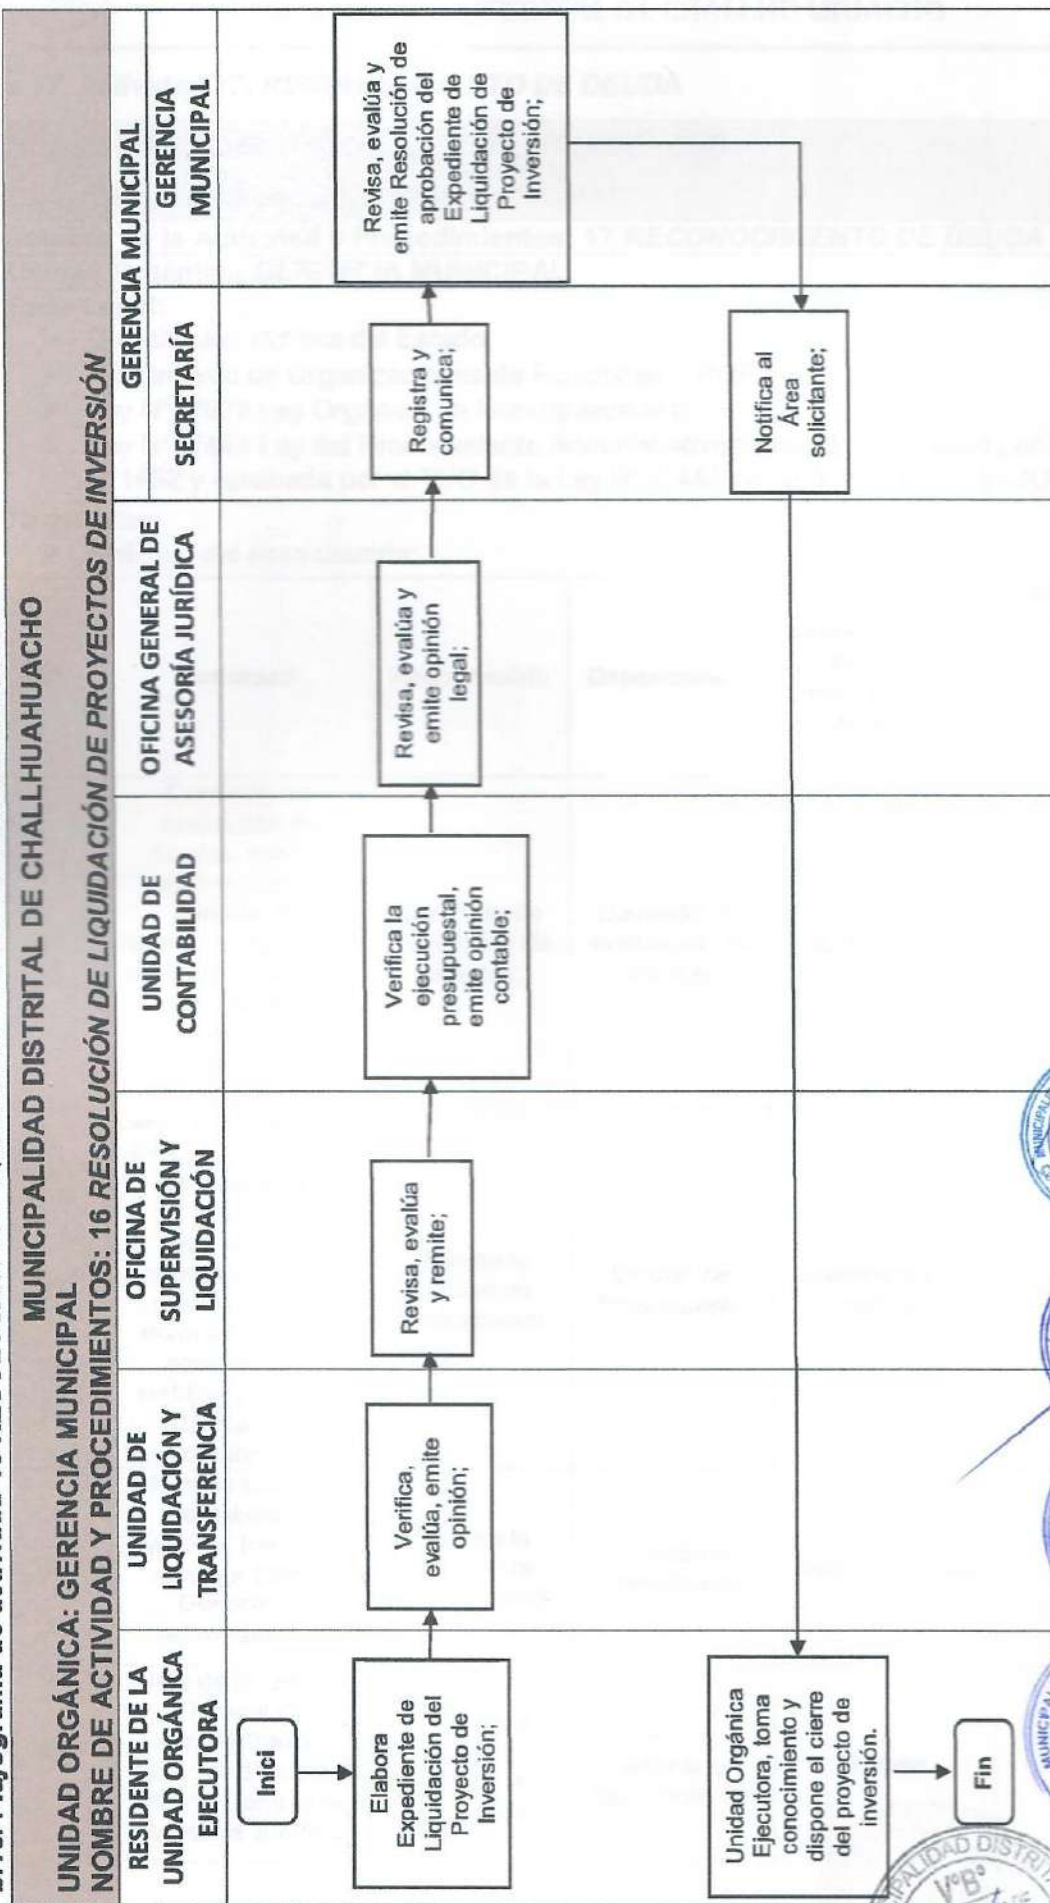 MUNICIPALIDAD DISTRITAL DE CHALLHUAHUACHO
UNIDAD ORGÁNICA: GERENCIA MUNICIPAL
NOMBRE DE ACTIVIDAD Y PROCEDIMIENTOS: 16 RESOLUCIÓN DE LIQUIDACIÓN DE PROYECTOS DE INVERSIÓN
RESIDENTE DE LA
UNIDAD ORGÁNICA
EJECUTORA
UNIDAD DE
LIQUIDACIÓN Y
TRANSFERENCIA
OFICINA DE
SUPERVISIÓN Y
LIQUIDACIÓN
UNIDAD DE
CONTABILIDAD
OFICINA GENERAL DE
ASESORÍA JURÍDICA
GERENCIA MUNICIPAL
SECRETARÍA
GERENCIA
MUNICIPAL
Inici
Elabora
Expediente de
Liquidación del
Proyecto de
Inversión;
Verifica,
evalúa, emite
opinión;
Revisa, evalúa
y remite;
Verifica la
ejecución
presupuestal,
emite opinión
contable;
Revisa, evalúa y
emite opinión
legal;
Registra y
comunica;
Revisa, evalúa y
emite Resolución de
aprobación del
Expediente de
Liquidación de
Proyecto de
Inversión;
Notifica al
Área
solicitante;
Unidad Orgánica
Ejecutora, toma
conocimiento y
dispone el cierre
del proyecto de
inversión.
Fin
V°B°